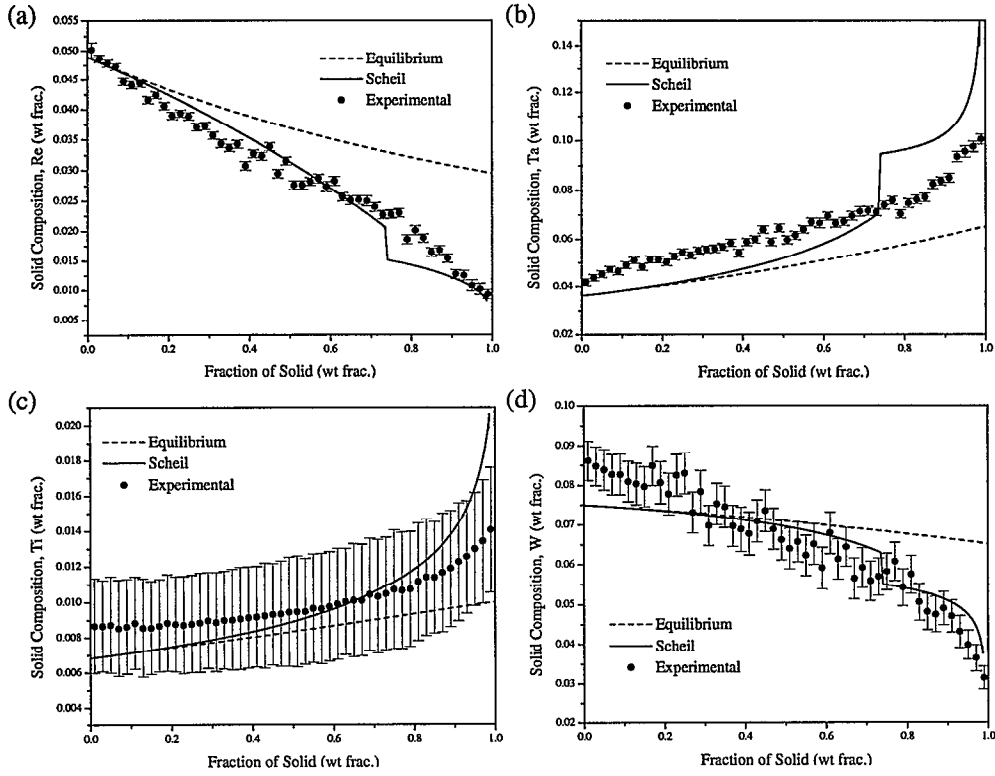 (a)
0.055
0.050
0.045
0.040
0.035
0.030
0.025
0.020
0.015
0.010
0.005
Solid Composition, Re (wt frac.)
Equilibrium
Scheil
Experimental
0.0 0.2 0.4 0.6 0.8 1.0
Fraction of Solid (wt frac.)
(b)
0.14
0.12
0.10
0.08
0.06
0.04
0.02
Solid Composition, Ta (wt frac.)
Equilibrium
Scheil
Experimental
0.0 0.2 0.4 0.6 0.8 1.0
Fraction of Solid (wt frac.)
(c)
0.020
0.018
0.016
0.014
0.012
0.010
0.008
0.006
0.004
Solid Composition, Ti (wt frac.)
Equilibrium
Scheil
Experimental
0.0 0.2 0.4 0.6 0.8 1.0
Fraction of Solid (wt frac.)
(d)
0.10
0.09
0.08
0.07
0.06
0.05
0.04
0.03
0.02
Solid Composition, W (wt frac.)
Equilibrium
Scheil
Experimental
0.0 0.2 0.4 0.6 0.8 1.0
Fraction of Solid (wt frac.)